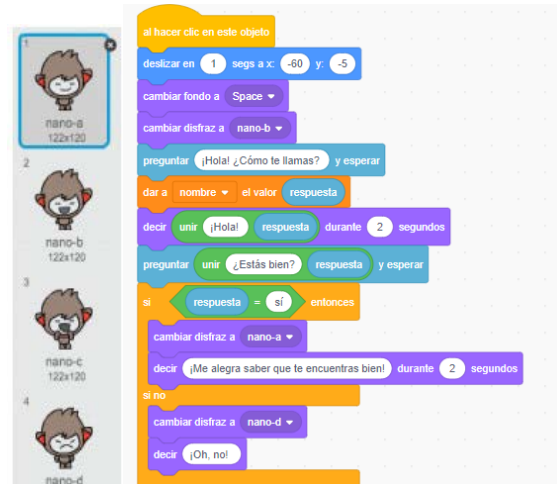 1
nano-a
122x120
2
nano-b
122x120
3
nano-c
122x120
4
nano-d
al hacer clic en este objeto
deslizar en 1 segs a x: -60 y: -5
cambiar fondo a Space
cambiar disfraz a nano-b
preguntar ¡Hola! ¿Cómo te llamas? y esperar
dar a nombre el valor respuesta
decir unir ¡Hola! respuesta durante 2 segundos
preguntar unir ¿Estás bien? respuesta y esperar
si respuesta = sí entonces
cambiar disfraz a nano-a
decir ¡Me alegra saber que te encuentras bien! durante 2 segundos
si no
cambiar disfraz a nano-d
decir ¡Oh, no!